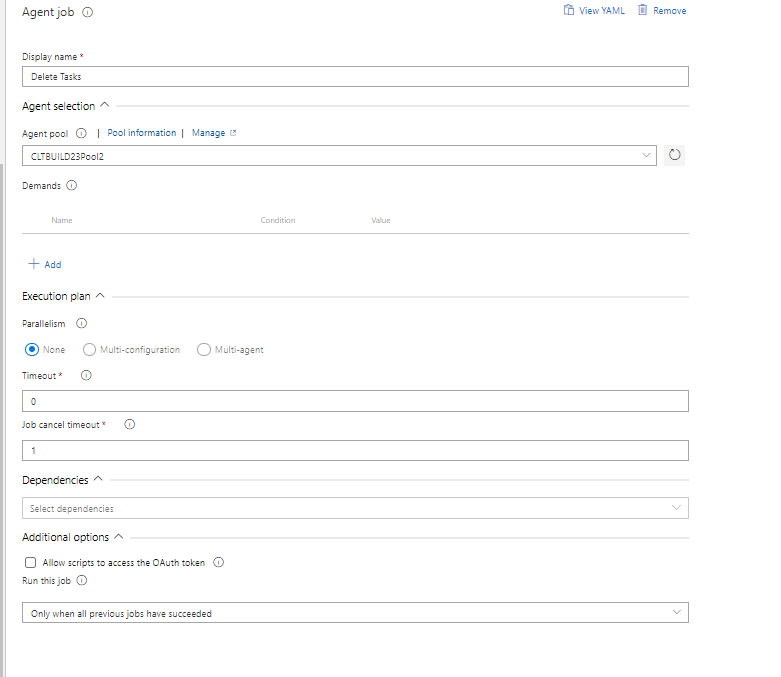 Agent job
View YAML Remove
Display name *
Delete Tasks
Agent selection
Agent pool | Pool information | Manage
CLTBUILD23Pool2
Demands
Name Condition Value
+ Add
Execution plan
Parallelism
None Multi-configuration Multi-agent
Timeout *
0
Job cancel timeout *
1
Dependencies
Select dependencies
Additional options
Allow scripts to access the OAuth token
Run this job
Only when all previous jobs have succeeded